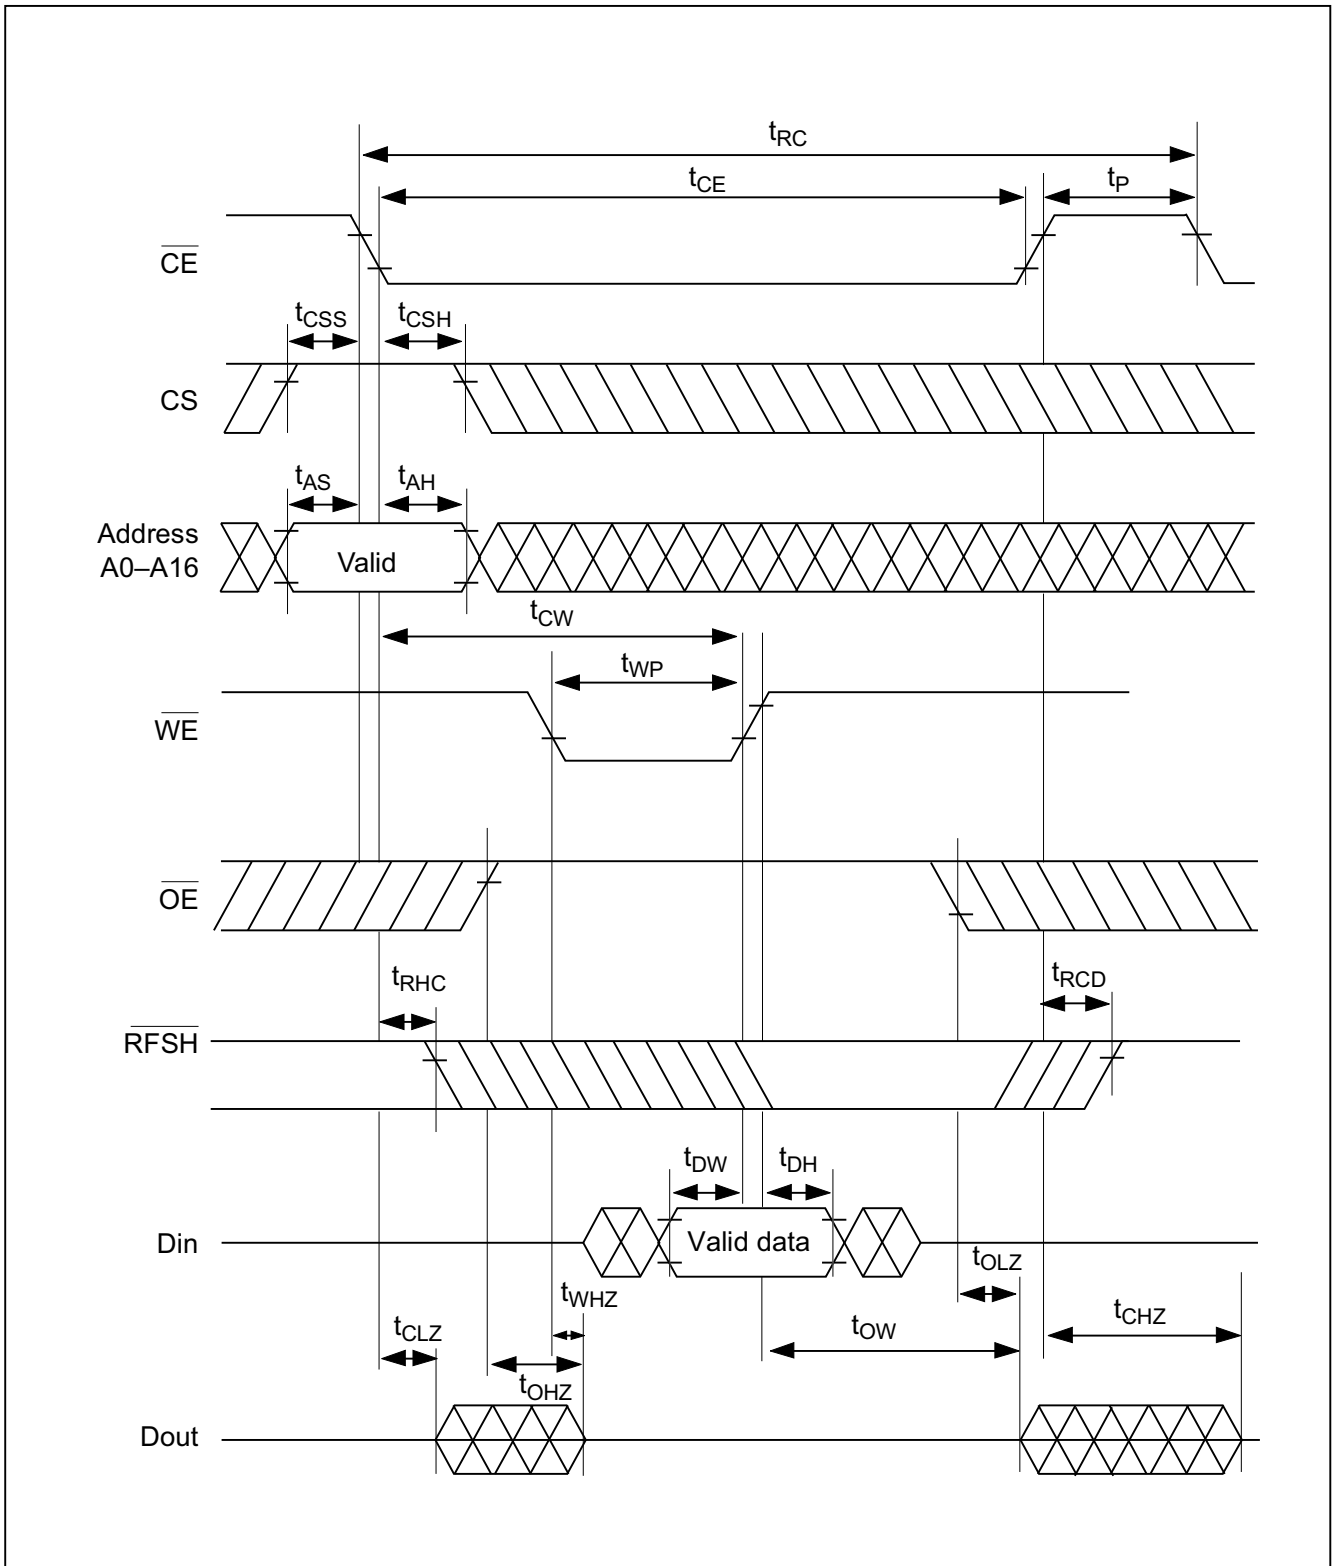 tRC
tCE
tP
CE
tCSS
tCSH
CS
tAS
tAH
Address
A0–A16
Valid
tCW
tWP
WE
OE
tRHC
tRCD
RFSH
tDW
tDH
Din
Valid data
tOLZ
tWHZ
tCHZ
tCLZ
tOW
tOHZ
Dout